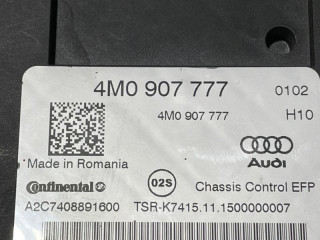 4M0 907 777 0102
4M0 907 777 H10
Made in Romania Audi
Continental 02S Chassis Control EFP
A2C7408891600 TSR-K7415.11.1500000007